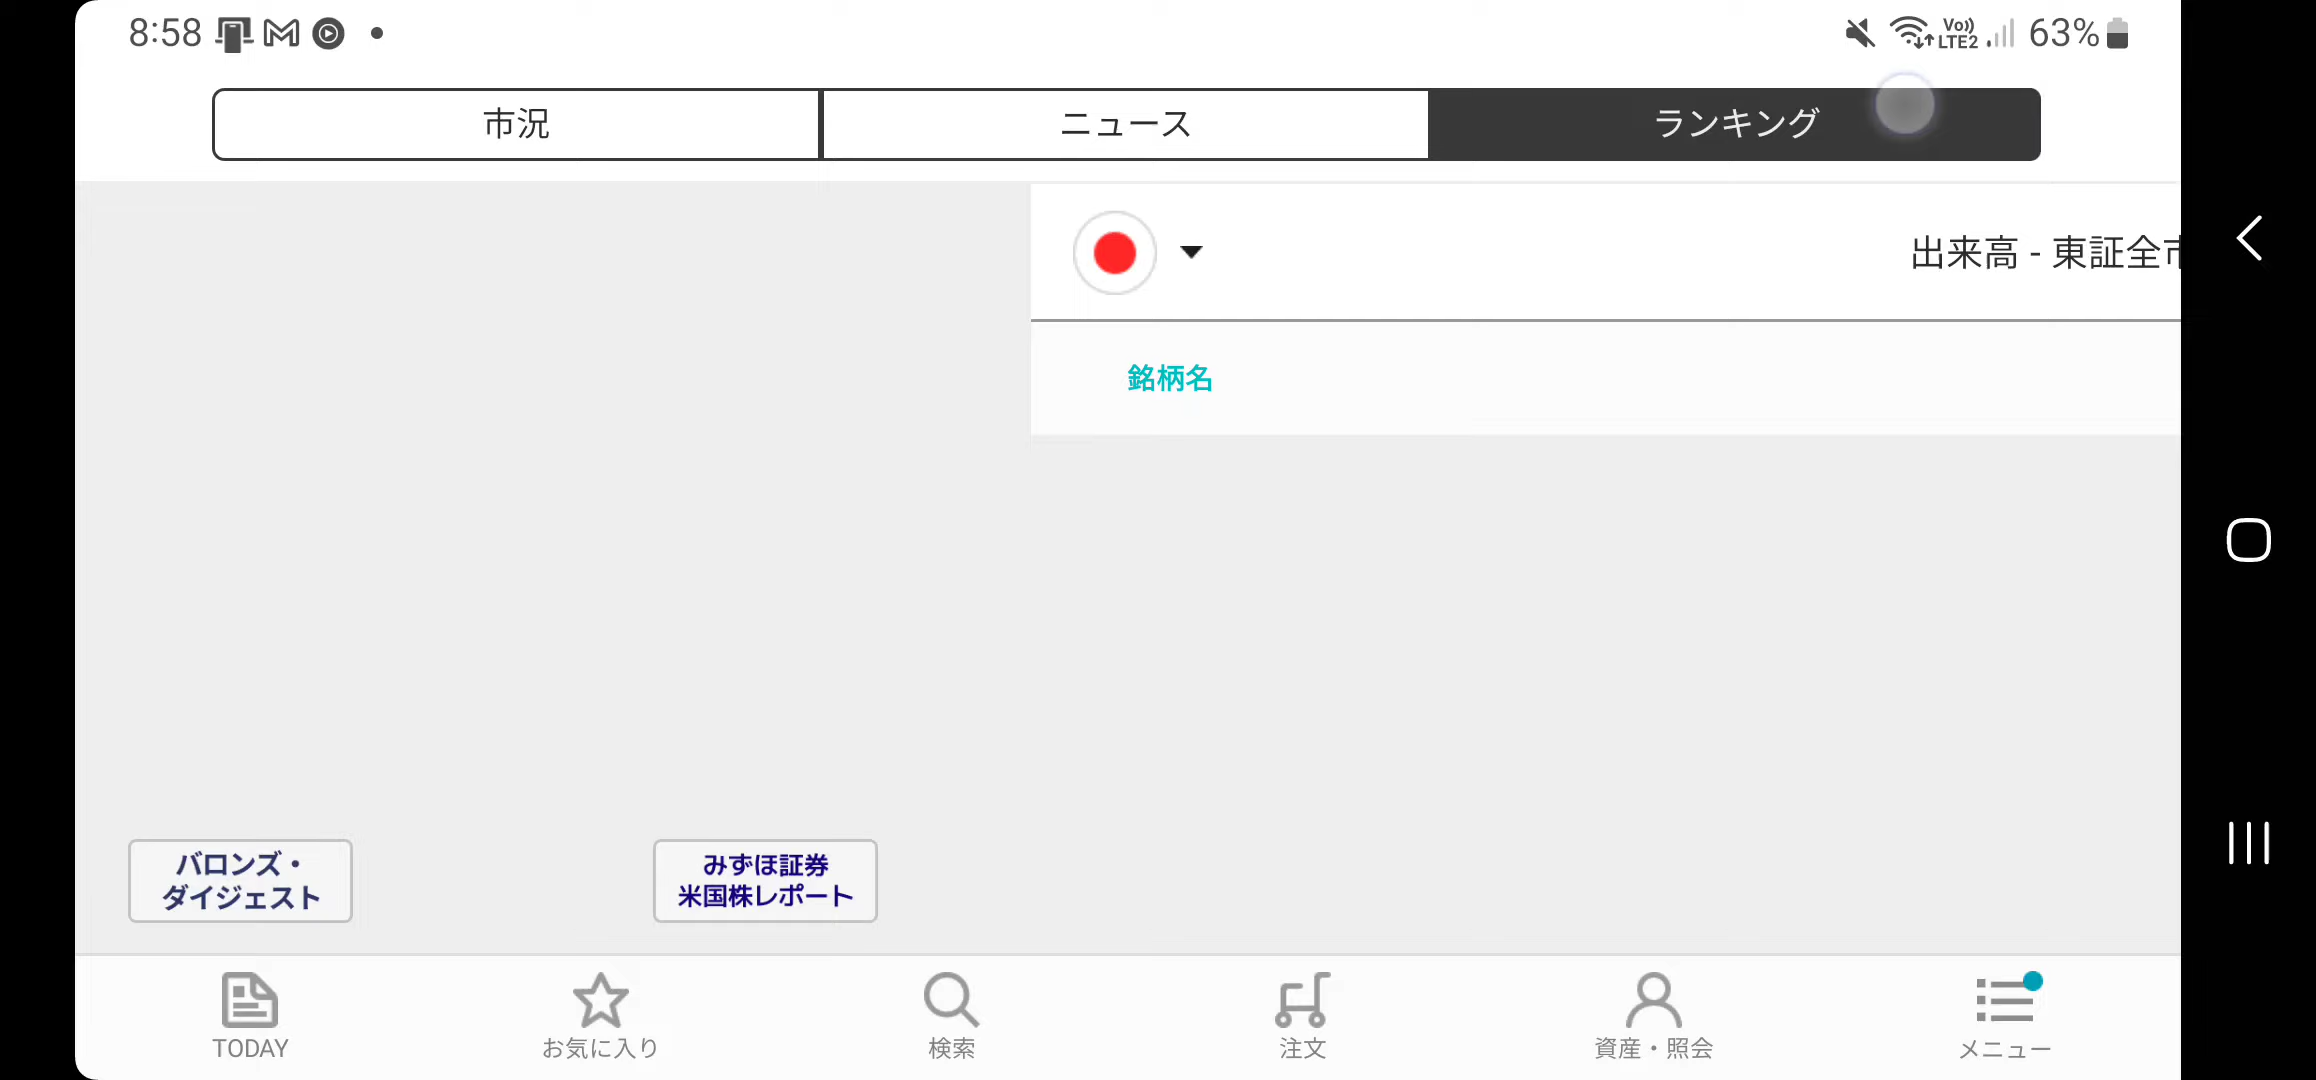 8:58
Vo)) LTE2 63%
市況
ニュース
ランキング
出来高 - 東証全
銘柄名
バロンズ・
ダイジェスト
みずほ証券
米国株レポート
TODAY
お気に入り
検索
注文
資産・照会
メニュー